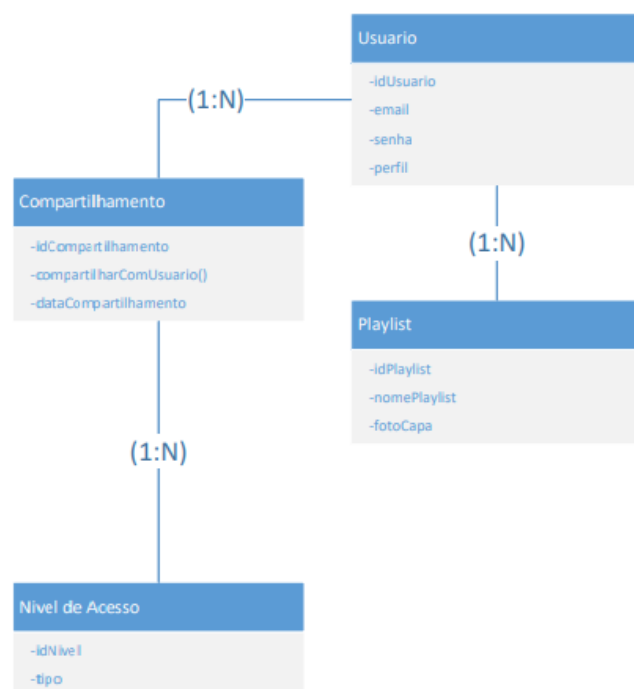 Usuario
-idUsuario
-email
-senha
-perfil
(1:N)
Compartilhamento
-idCompartilhamento
-compartilharComUsuario()
-dataCompartilhamento
(1:N)
Playlist
-idPlaylist
-nomePlaylist
-fotoCapa
(1:N)
Nivel de Acesso
-idNivel
-tipo